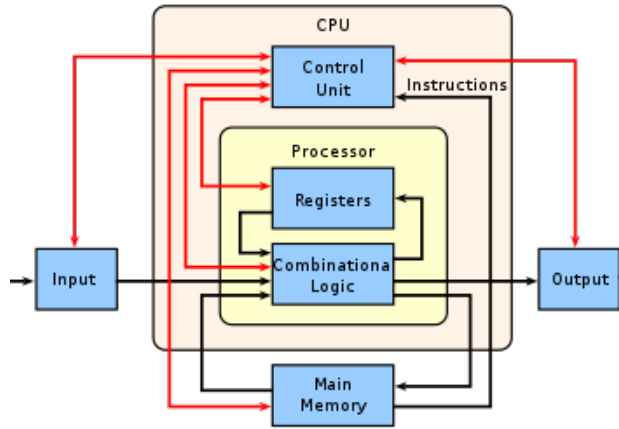 CPU
Control
Unit
Instructions
Processor
Registers
Combinationa
Logic
Input
Output
Main
Memory